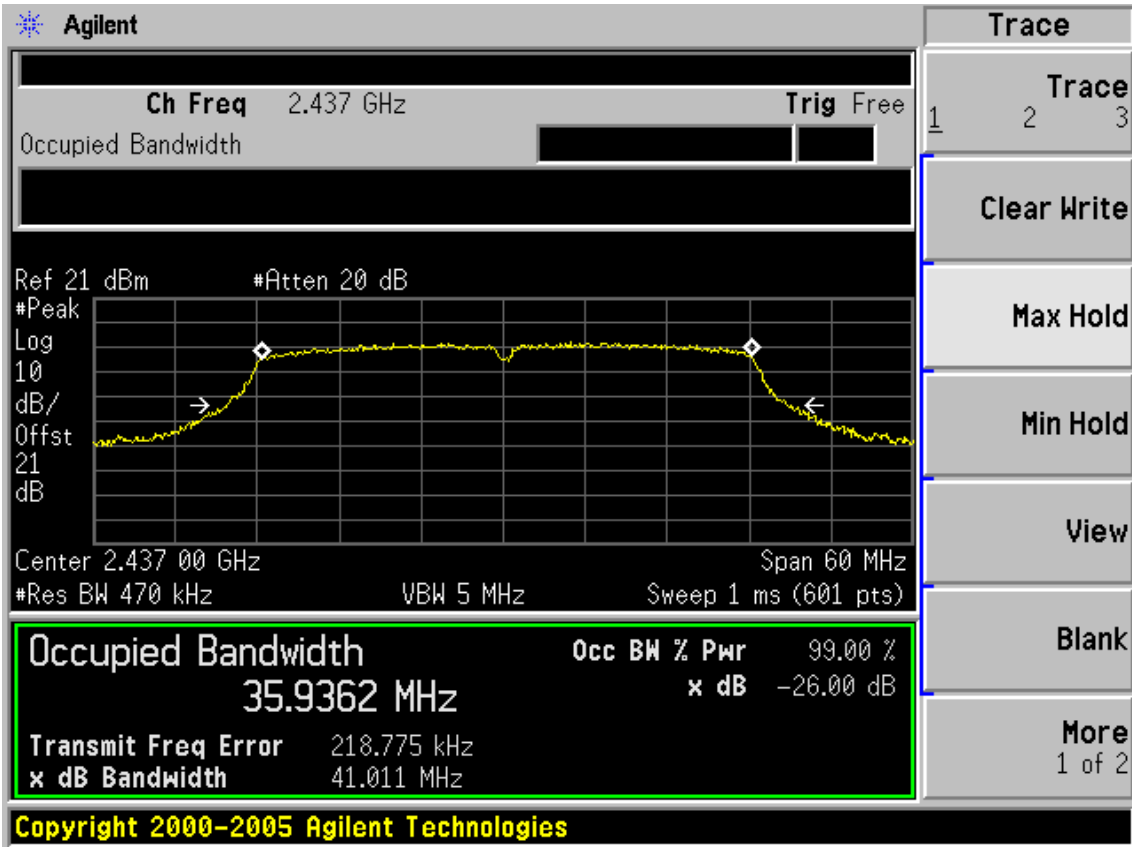 Agilent
Trace
Ch Freq 2.437 GHz Trig Free
Occupied Bandwidth
Ref 21 dBm #Atten 20 dB
#Peak
Log
10
dB/
Offst
21
dB
Center 2.437 00 GHz Span 60 MHz
#Res BW 470 kHz VBW 5 MHz Sweep 1 ms (601 pts)
Occupied Bandwidth
35.9362 MHz
Occ BW % Pwr 99.00 %
x dB -26.00 dB
Transmit Freq Error 218.775 kHz
x dB Bandwidth 41.011 MHz
Trace
1 2 3
Clear Write
Max Hold
Min Hold
View
Blank
More
1 of 2
Copyright 2000-2005 Agilent Technologies